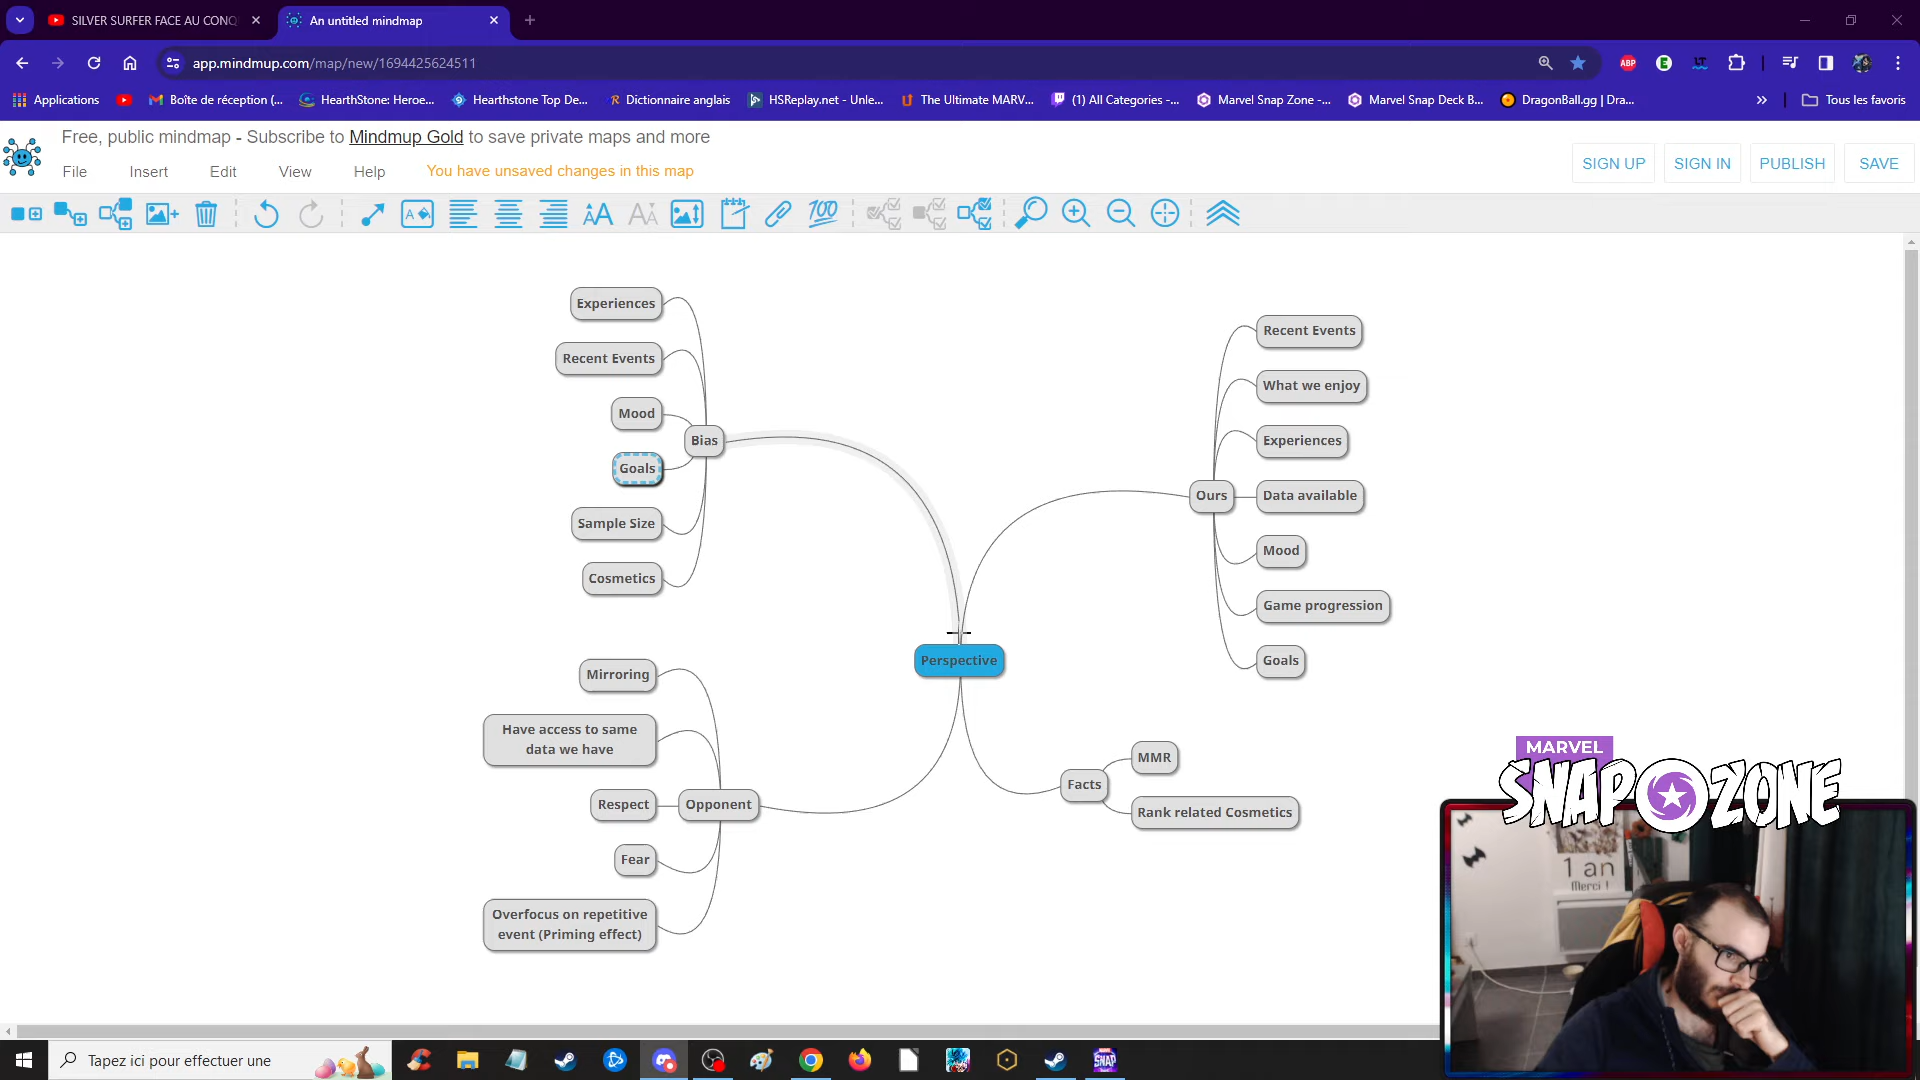 SILVER SURFER FACE AU CONQ
An untitled mindmap
app.mindmup.com/map/new/1694425624511
Applications
Boîte de réception (...
HearthStone: Heroe...
Hearthstone Top De...
Dictionnaire anglais
HSReplay.net - Unle...
The Ultimate MARV...
(1) All Categories -...
Marvel Snap Zone -...
Marvel Snap Deck B...
DragonBall.gg | Dra...
Tous les favoris
Free, public mindmap - Subscribe to Mindmup Gold to save private maps and more
File
Insert
Edit
View
Help
You have unsaved changes in this map
SIGN UP
SIGN IN
PUBLISH
SAVE
Experiences
Recent Events
Mood
Bias
Goals
Sample Size
Cosmetics
Recent Events
What we enjoy
Experiences
Ours
Data available
Mood
Game progression
Goals
Perspective
Mirroring
Have access to same
data we have
Respect
Opponent
Fear
Overfocus on repetitive
event (Priming effect)
MMR
Facts
Rank related Cosmetics
MARVEL
SNAP ZONE
1 an
Merci !
Tapez ici pour effectuer une
ABP
100
SNAP